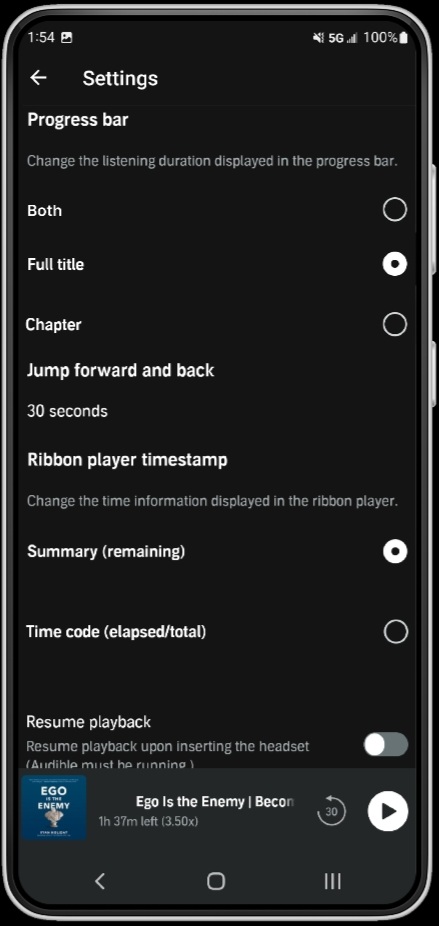 1:54 5G 100%
Settings
Progress bar
Change the listening duration displayed in the progress bar.
Both
Full title
Chapter
Jump forward and back
30 seconds
Ribbon player timestamp
Change the time information displayed in the ribbon player.
Summary (remaining)
Time code (elapsed/total)
Resume playback
Resume playback upon inserting the headset
(Audible must be running.)
EGO
IS THE
ENEMY
Ego Is the Enemy | Becon
1h 37m left (3.50x)
30